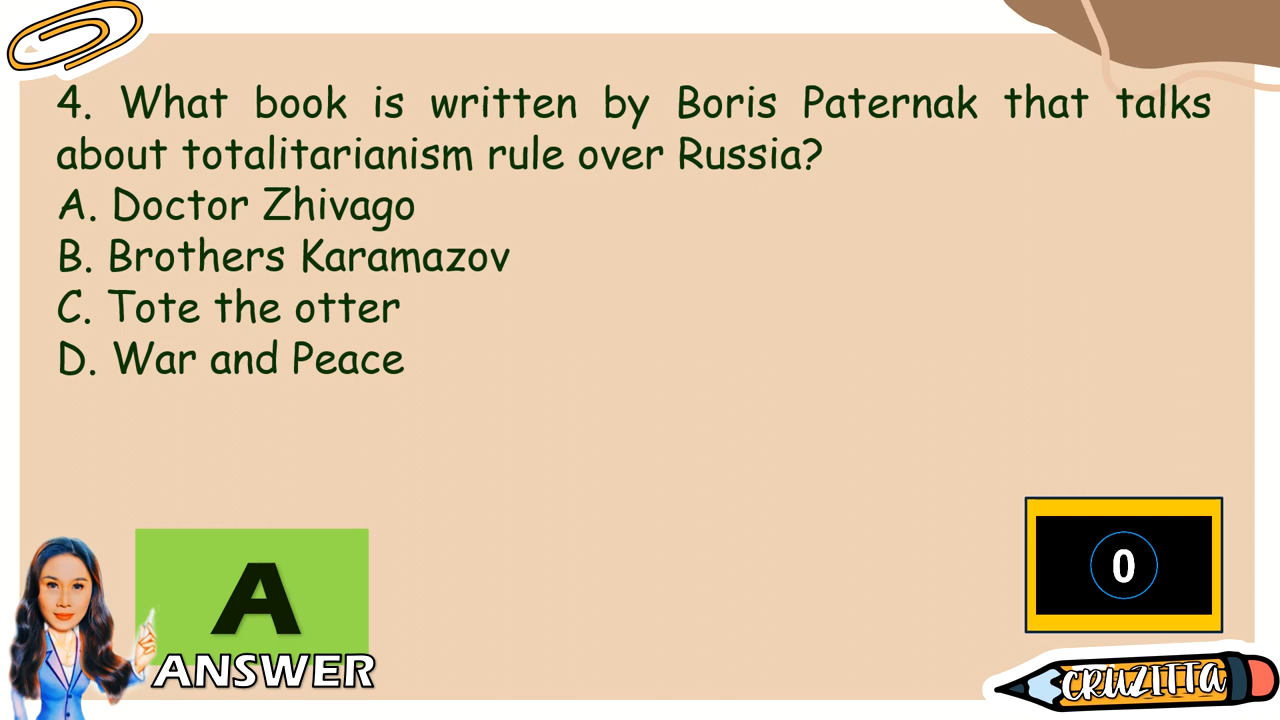 4. What book is written by Boris Paternak that talks
about totalitarianism rule over Russia?
A. Doctor Zhivago
B. Brothers Karamazov
C. Tote the otter
D. War and Peace
A
ANSWER
0
CRUZITTA